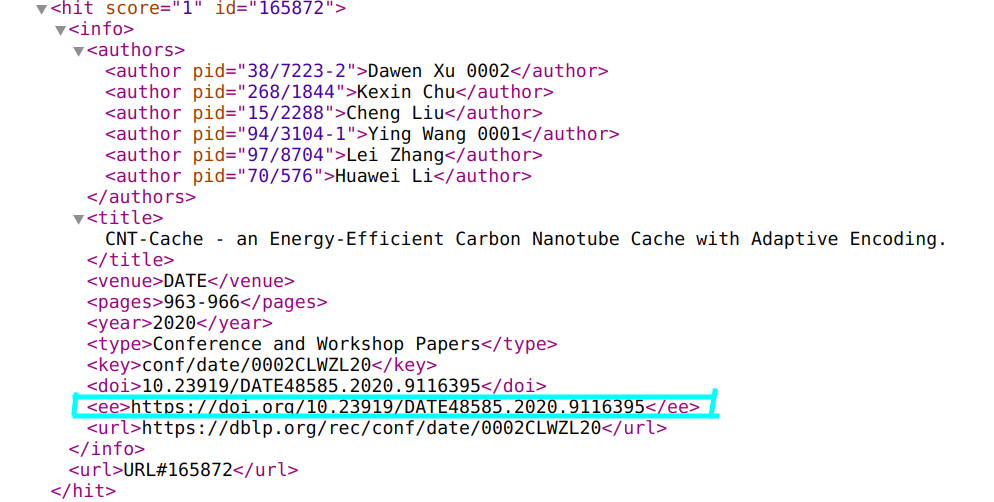 <hit score="1" id="165872">
<info>
<authors>
<author pid="38/7223-2">Dawen Xu 0002</author>
<author pid="268/1844">Kexin Chu</author>
<author pid="15/2288">Cheng Liu</author>
<author pid="94/3104-1">Ying Wang 0001</author>
<author pid="97/8704">Lei Zhang</author>
<author pid="70/576">Huawei Li</author>
</authors>
<title>
CNT-Cache - an Energy-Efficient Carbon Nanotube Cache with Adaptive Encoding.
</title>
<venue>DATE</venue>
<pages>963-966</pages>
<year>2020</year>
<type>Conference and Workshop Papers</type>
<key>conf/date/0002CLWZL20</key>
<doi>10.23919/DATE48585.2020.9116395</doi>
<ee>https://doi.org/10.23919/DATE48585.2020.9116395</ee>
<url>https://dblp.org/rec/conf/date/0002CLWZL20</url>
</info>
<url>URL#165872</url>
</hit>